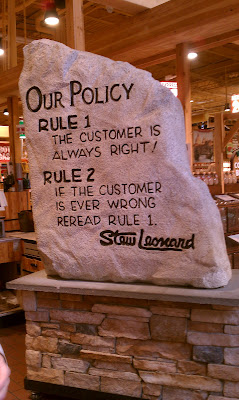 Our Policy
RULE 1
THE CUSTOMER IS
ALWAYS RIGHT!
RULE 2
IF THE CUSTOMER
IS EVER WRONG
REREAD RULE 1.
Stew Leonard